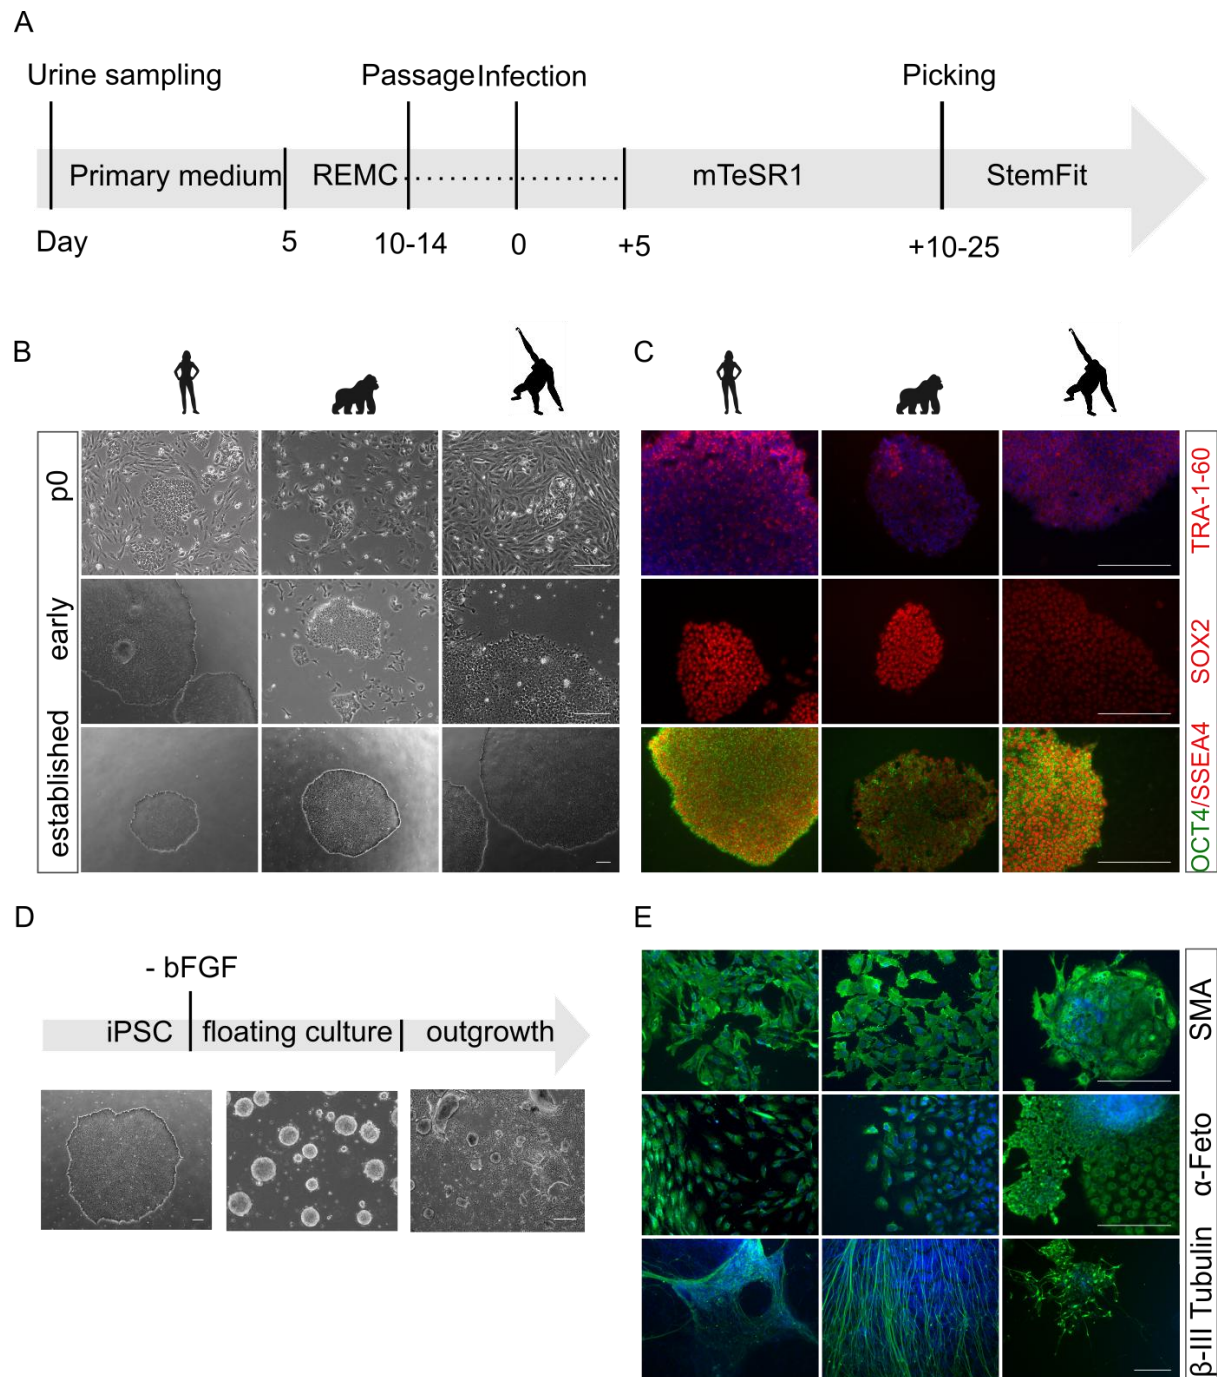 A
Urine sampling
Passage
Infection
Picking
Primary medium
REMC
mTeSR1
StemFit
Day
5
10-14
0
+5
+10-25
B
p0
early
established
C
TRA-1-60
SOX2
OCT4/SSEA4
D
- bFGF
iPSC
floating culture
outgrowth
E
SMA
α-Feto
β-III Tubulin